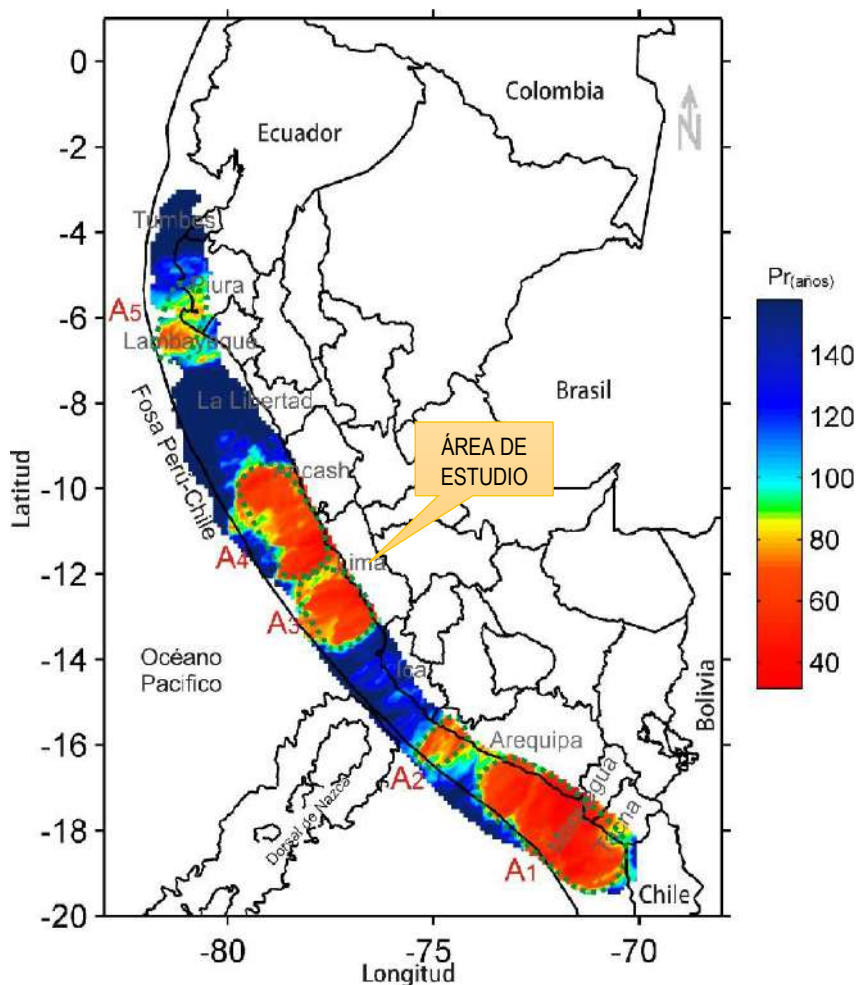 0
-2
-4
-6
-8
-10
-12
-14
-16
-18
-20
Latitud
-80
-75
-70
Longitud
Colombia
Ecuador
N
Tumbes
Piura
A5
Lambayeque
La Libertad
Brasil
Fosa Perú-Chile
ÁREA DE
ESTUDIO
Ancash
A4
Lima
A3
Océano
Pacifico
Ica
Bolivia
Arequipa
A2
Moquegua
Tacna
Dorsal de Nazca
A1
Chile
Pr(años)
140
120
100
80
60
40